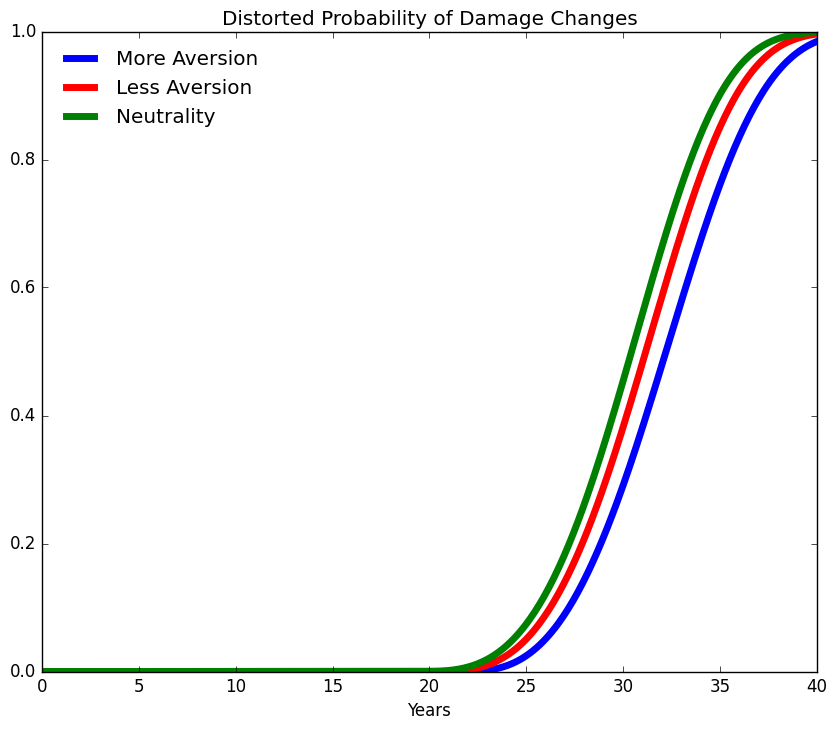 Distorted Probability of Damage Changes
1.0
More Aversion
Less Aversion
Neutrality
0.8
0.6
0.4
0.2
0.0
0 5 10 15 20 25 30 35 40
Years